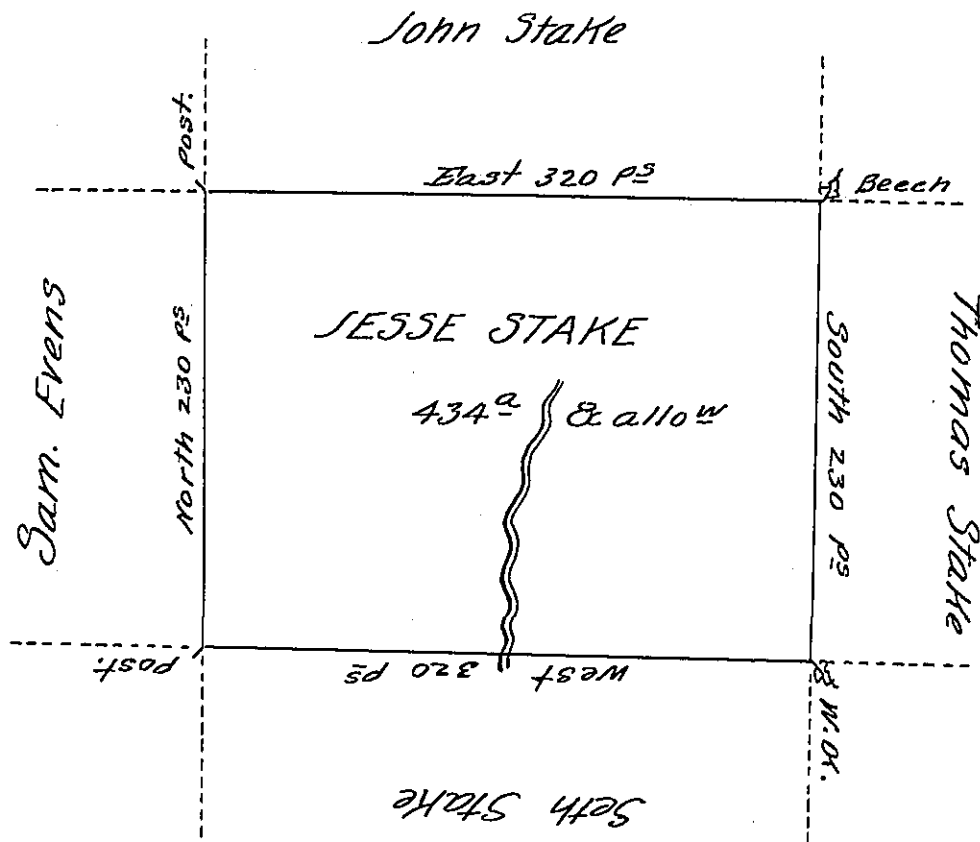 John Stake
Post.
East 320 Ps
Beech
Sam. Evens
North 230 Ps
JESSE STAKE
434a & allow
South 230 Ps
Thomas Stake
Post.
West 320 Ps
W.O.
Seth Stake